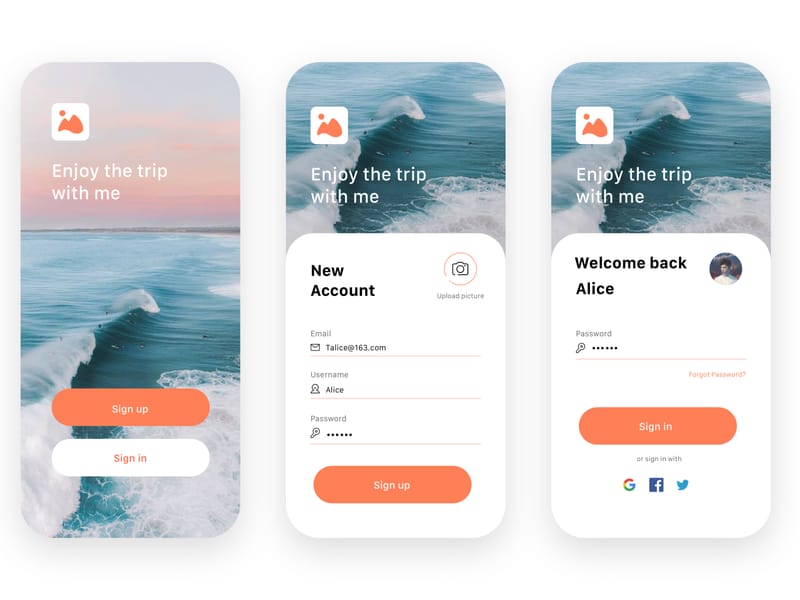 Enjoy the trip
with me
Sign up
Sign in
Enjoy the trip
with me
New
Account
Upload picture
Email
Talice@163.com
Username
Alice
Password
••••••
Sign up
Enjoy the trip
with me
Welcome back
Alice
Password
••••••
Forgot Password?
Sign in
or sign in with